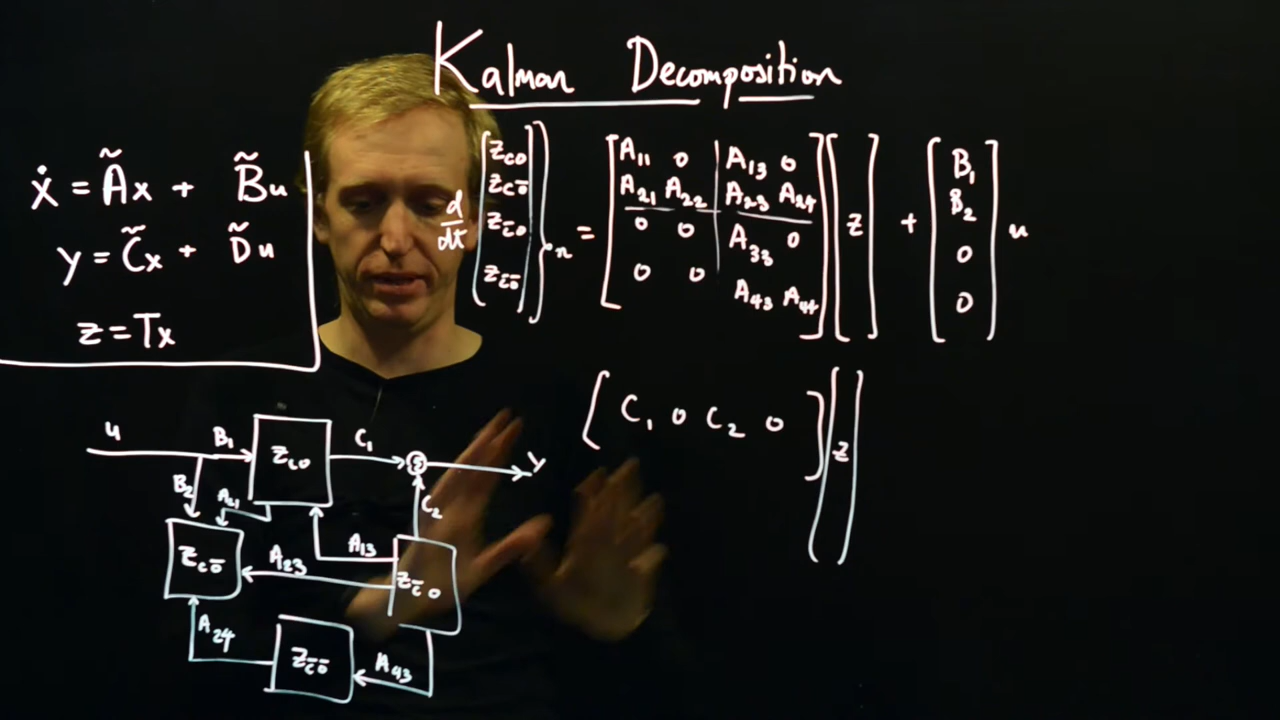 Kalman Decomposition
ẋ = Ãx + B̃u
y = C̃x + D̃u
z = Tx
d/dt [z_co z_cō z_c̄o z_c̄ō] }n = [A₁₁ 0 A₁₃ 0
A₂₁ A₂₂ A₂₃ A₂₄
0 0 A₃₃ 0
0 0 A₄₃ A₄₄] [z] + [B₁ B₂ 0 0] u
[C₁ 0 C₂ 0] [z]
u B₁ z_co C₁ y
B₂ A₂₁ C₂
z_cō A₂₃ A₁₃ z_c̄o
A₂₄ z_c̄ō A₄₃